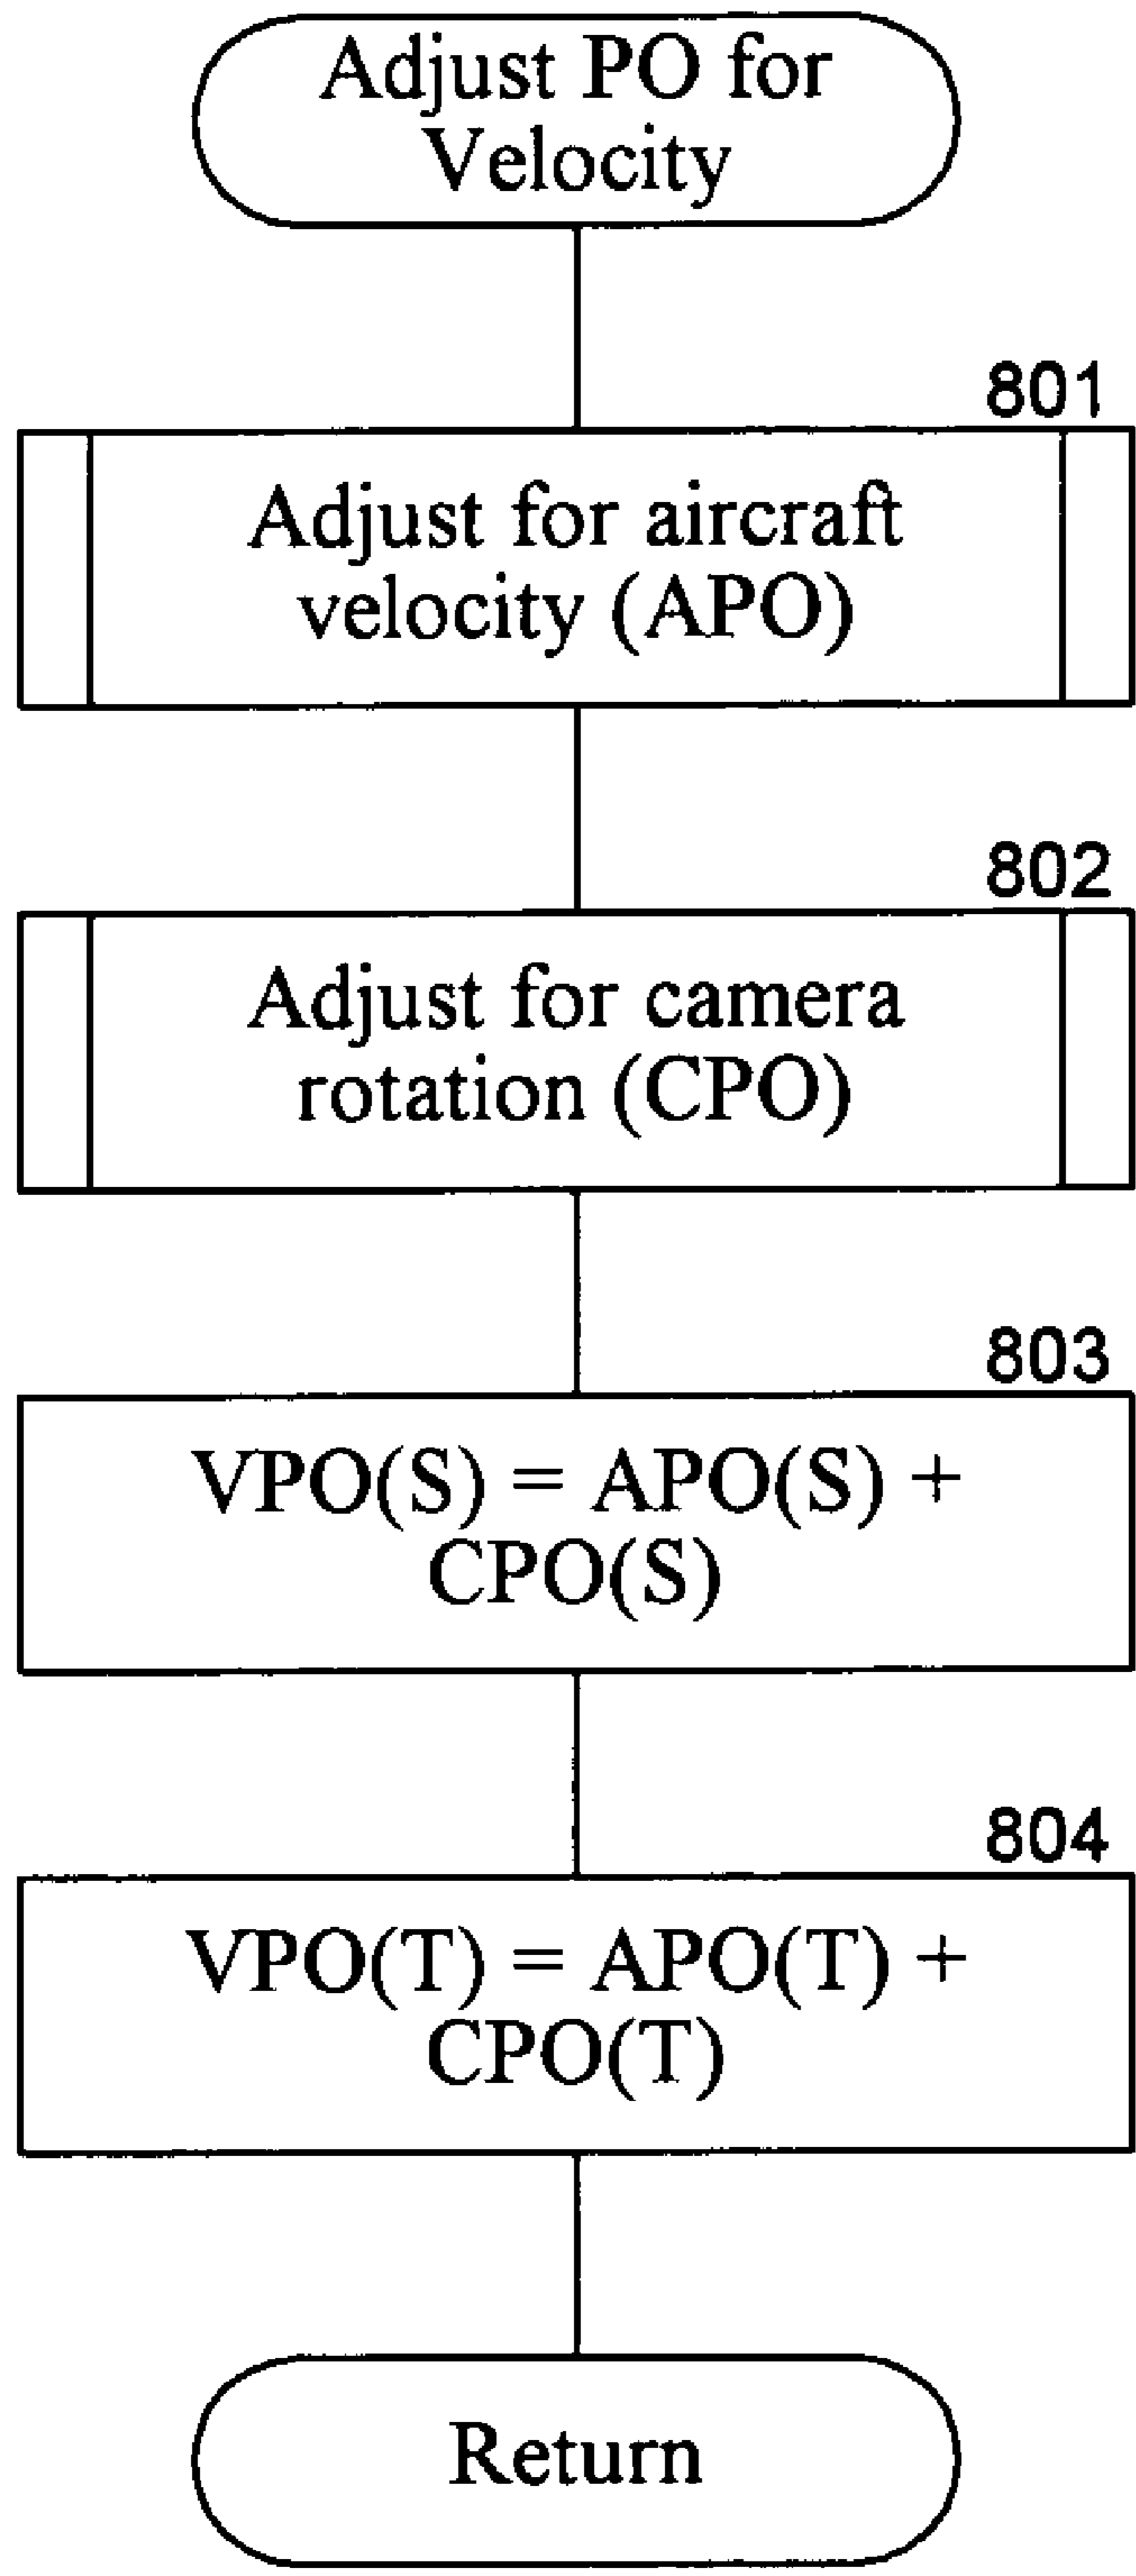 Adjust PO for
Velocity
801
Adjust for aircraft
velocity (APO)
802
Adjust for camera
rotation (CPO)
803
VPO(S) = APO(S) +
CPO(S)
804
VPO(T) = APO(T) +
CPO(T)
Return